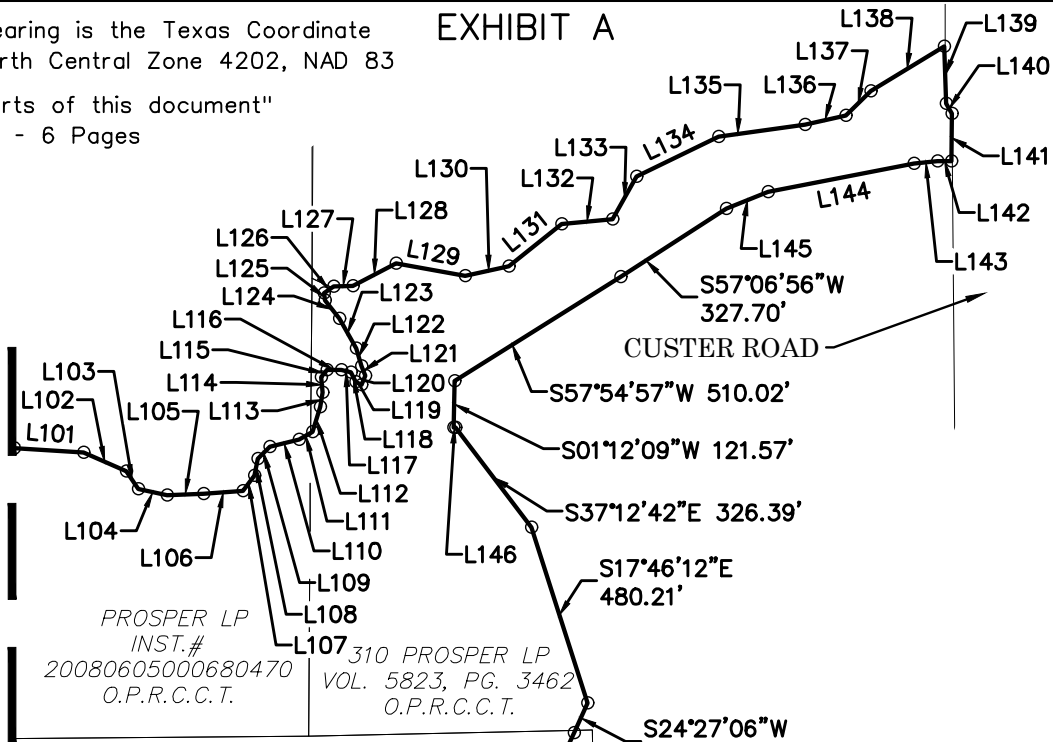 EXHIBIT A
earing is the Texas Coordinate
rth Central Zone 4202, NAD 83
rts of this document"
- 6 Pages
L138
L139
L137
L140
L135
L136
L141
L134
L133
L130
L132
L142
L144
L143
L145
L131
L127
L128
L129
L126
L125
L124
L123
L116
L122
L115
L121
L114
L120
L113
L119
L118
L117
L112
L111
L110
L109
L108
L107
L103
L102
L105
L101
L104
L106
L146
S57°06'56"W
327.70'
CUSTER ROAD
S57°54'57"W 510.02'
S01°12'09"W 121.57'
S37°12'42"E 326.39'
S17°46'12"E
480.21'
S24°27'06"W
PROSPER LP
INST.#
20080605000680470
O.P.R.C.C.T.
310 PROSPER LP
VOL. 5823, PG. 3462
O.P.R.C.C.T.